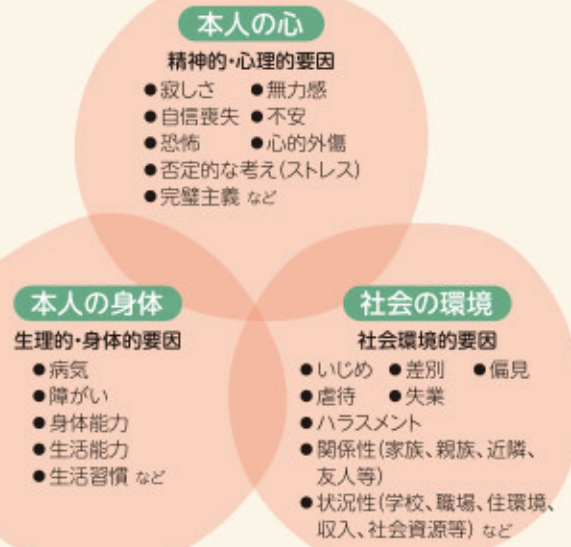 本人の心
精神的・心理的要因
●寂しさ ●無力感
●自信喪失 ●不安
●恐怖 ●心的外傷
●否定的な考え(ストレス)
●完璧主義 など
本人の身体
生理的・身体的要因
●病気
●障がい
●身体能力
●生活能力
●生活習慣 など
社会の環境
社会環境的要因
●いじめ ●差別 ●偏見
●虐待 ●失業
●ハラスメント
●関係性(家族、親族、近隣、
友人等)
●状況性(学校、職場、住環境、
収入、社会資源等) など